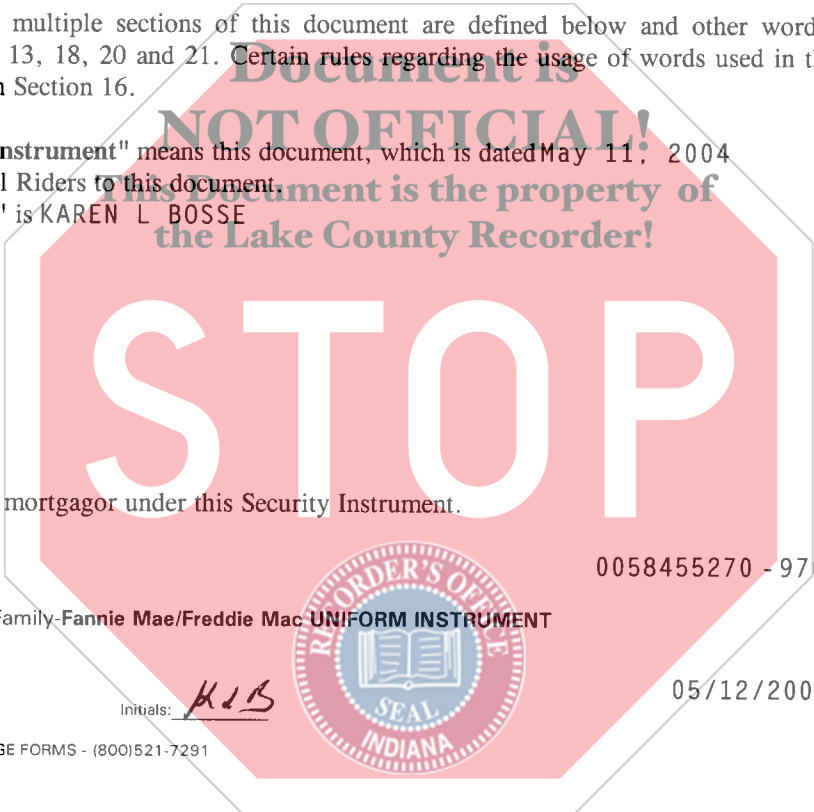 multiple sections of this document are defined below and other word
13, 18, 20 and 21. Certain rules regarding the usage of words used in t
Section 16.
Document is
NOT OFFICIAL!
This Document is the property of
the Lake County Recorder!
nstrument" means this document, which is dated May 11, 2004
l Riders to this document.
' is KAREN L BOSSE
STOP
mortgagor under this Security Instrument.
0058455270 - 97
Family-Fannie Mae/Freddie Mac UNIFORM INSTRUMENT
RECORDER'S OFFICE
SEAL
INDIANA
Initials: KLB
05/12/200
GE FORMS - (800)521-7291